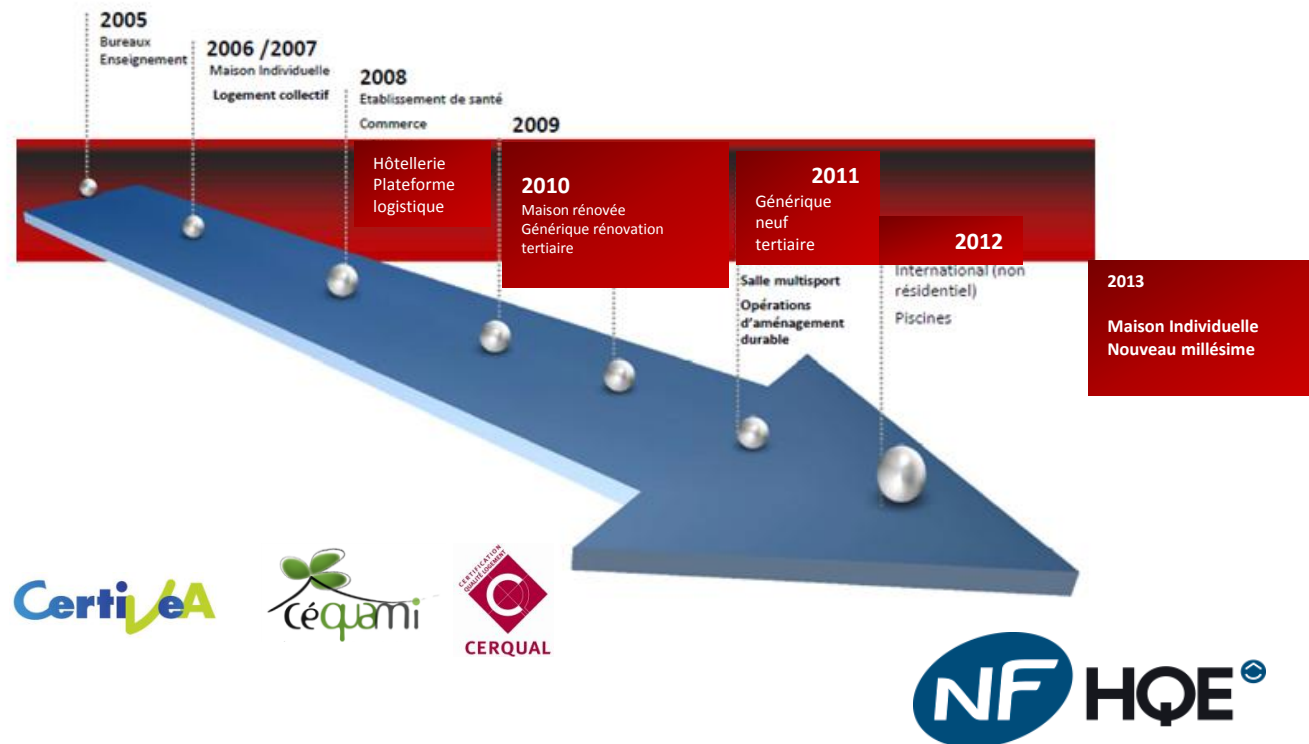 2005
Bureaux
Enseignement
2006 /2007
Maison Individuelle
Logement collectif
2008
Etablissement de santé
Commerce
Hôtellerie
Plateforme
logistique
2009
2010
Maison rénovée
Générique rénovation
tertiaire
2011
Générique
neuf
tertiaire
Salle multisport
Opérations
d'aménagement
durable
2012
International (non
résidentiel)
Piscines
2013
Maison Individuelle
Nouveau millésime
CertiVéA
céquami
CERTIFICATION
QUALITÉ LOGEMENT
CERQUAL
NF HQE